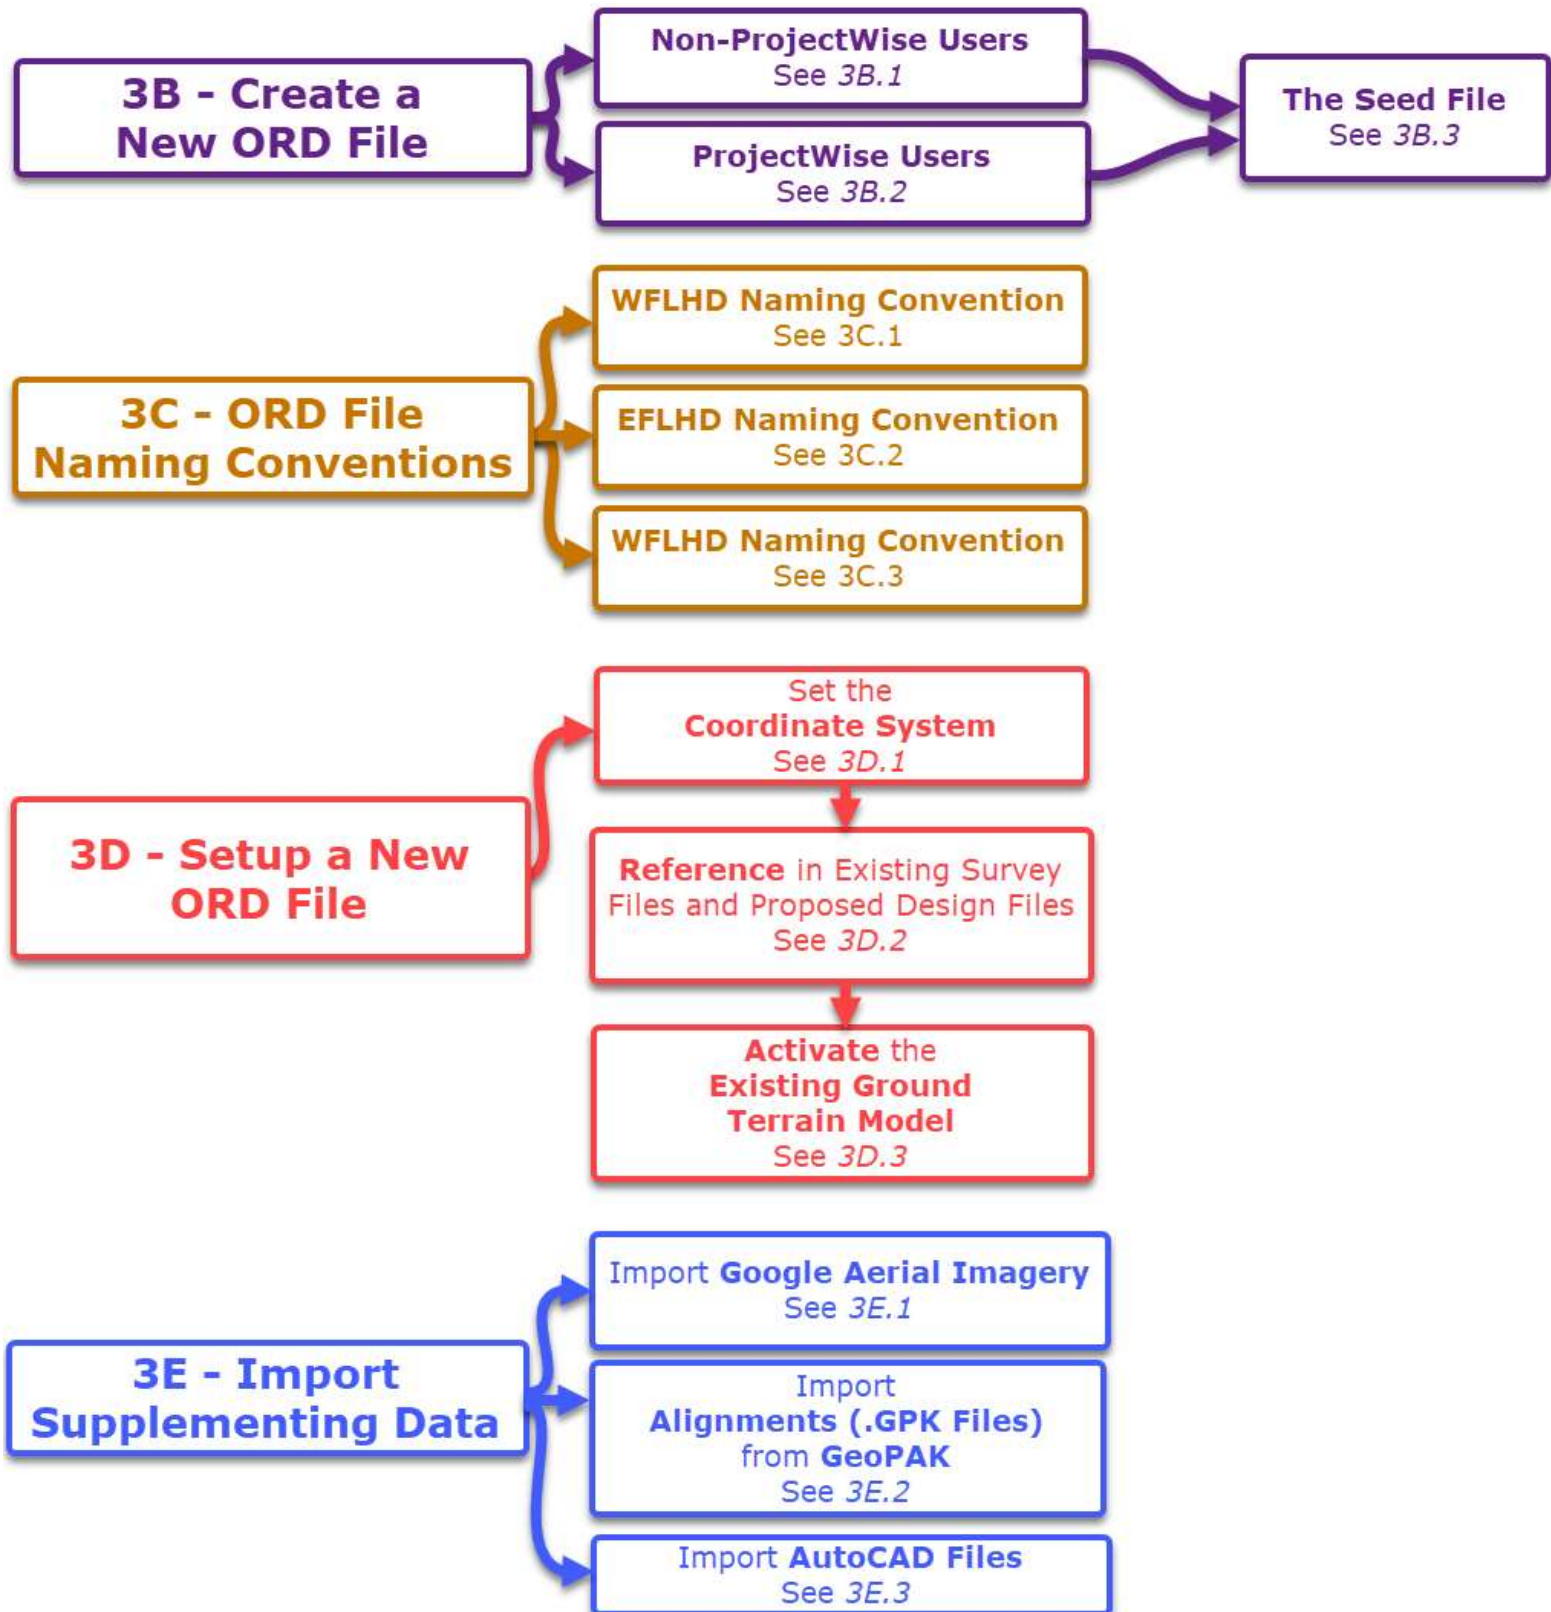 3B - Create a
New ORD File
Non-ProjectWise Users
See 3B.1
ProjectWise Users
See 3B.2
The Seed File
See 3B.3
3C - ORD File
Naming Conventions
WFLHD Naming Convention
See 3C.1
EFLHD Naming Convention
See 3C.2
WFLHD Naming Convention
See 3C.3
3D - Setup a New
ORD File
Set the
Coordinate System
See 3D.1
Reference in Existing Survey
Files and Proposed Design Files
See 3D.2
Activate the
Existing Ground
Terrain Model
See 3D.3
3E - Import
Supplementing Data
Import Google Aerial Imagery
See 3E.1
Import
Alignments (.GPK Files)
from GeoPAK
See 3E.2
Import AutoCAD Files
See 3E.3